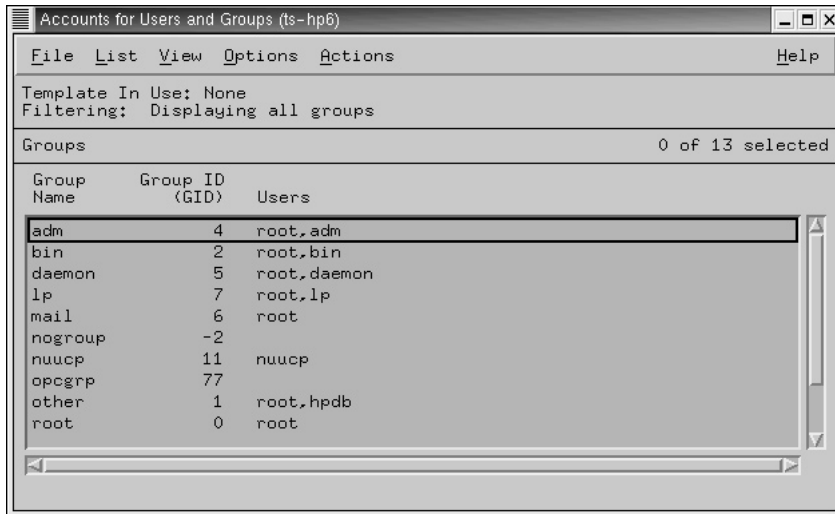 Accounts for Users and Groups (ts-hp6)
File List View Options Actions Help
Template In Use: None
Filtering: Displaying all groups
Groups 0 of 13 selected
Group Group ID
Name (GID) Users
adm 4 root,adm
bin 2 root,bin
daemon 5 root,daemon
lp 7 root,lp
mail 6 root
nogroup -2
nuucp 11 nuucp
opcgrp 77
other 1 root,hpdb
root 0 root